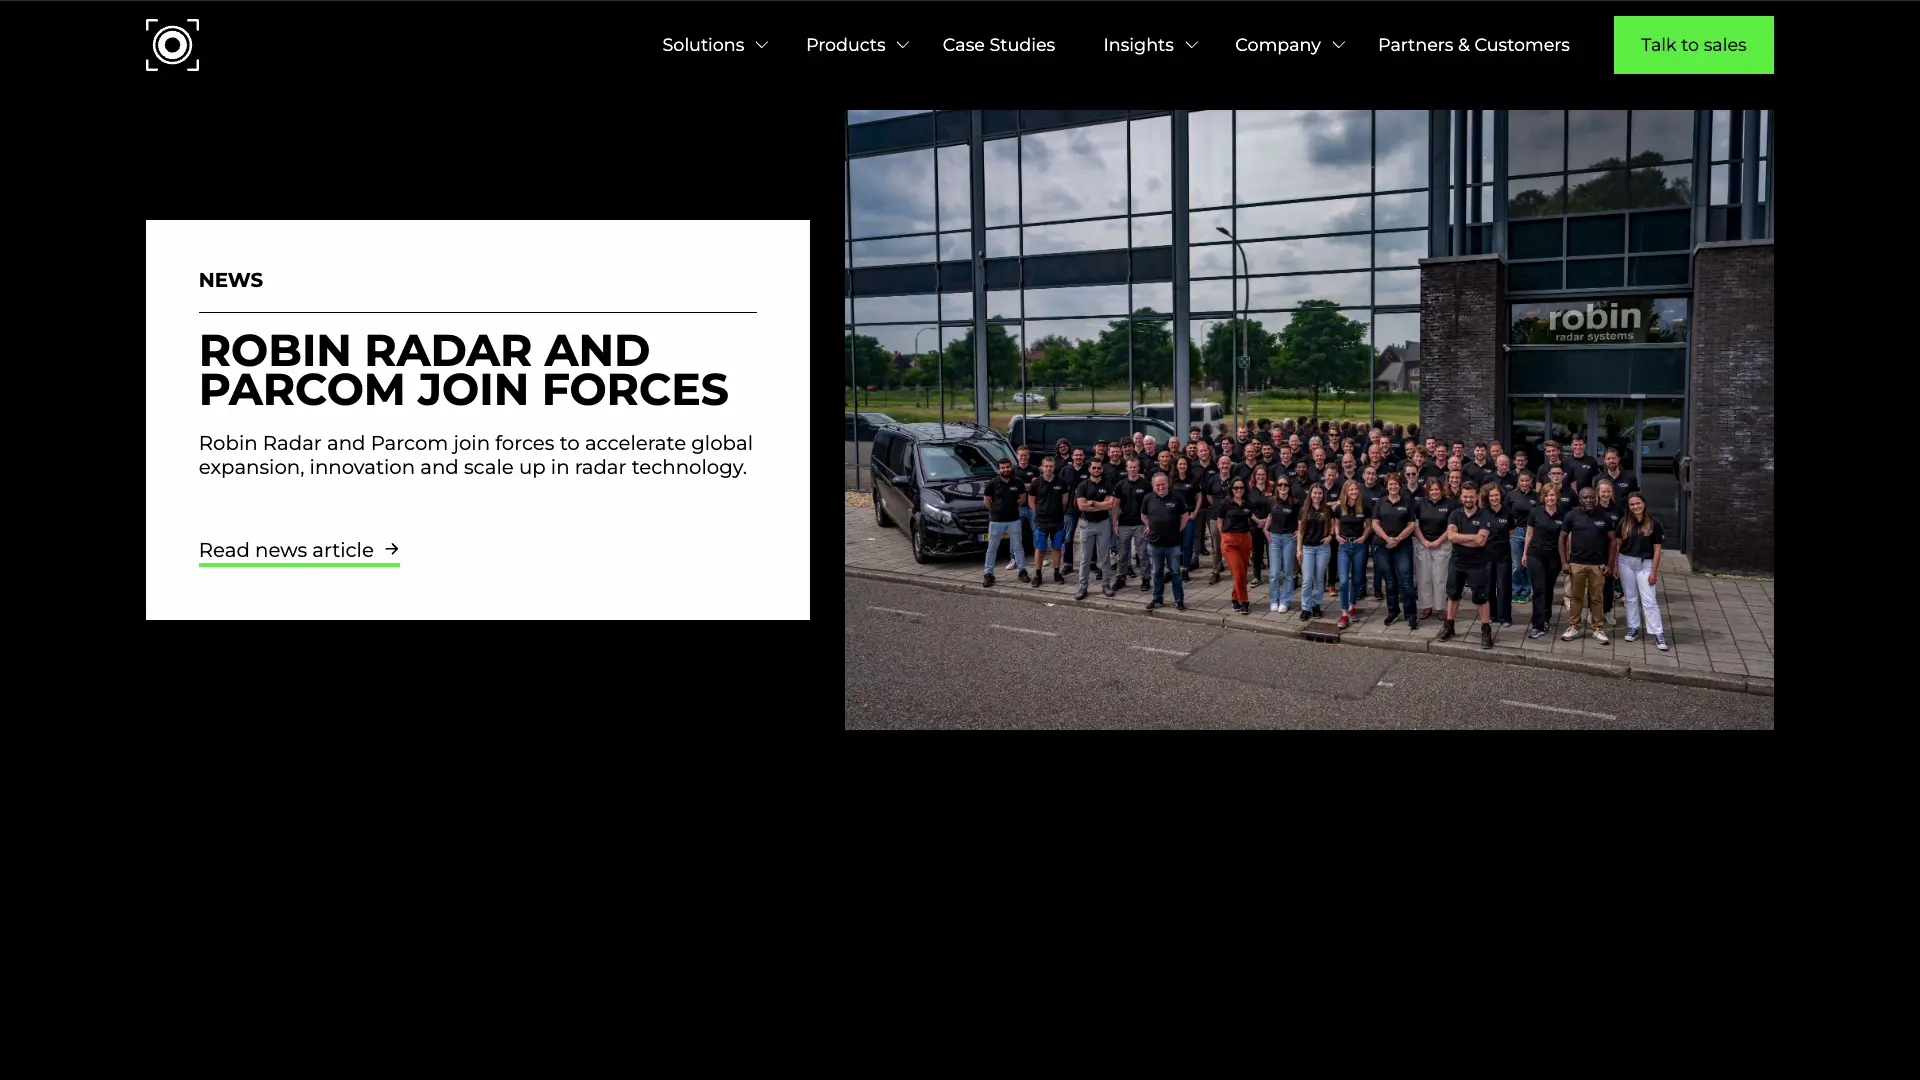 Solutions
Products
Case Studies
Insights
Company
Partners & Customers
Talk to sales
NEWS
ROBIN RADAR AND
PARCOM JOIN FORCES
Robin Radar and Parcom join forces to accelerate global
expansion, innovation and scale up in radar technology.
Read news article
robin
radar systems